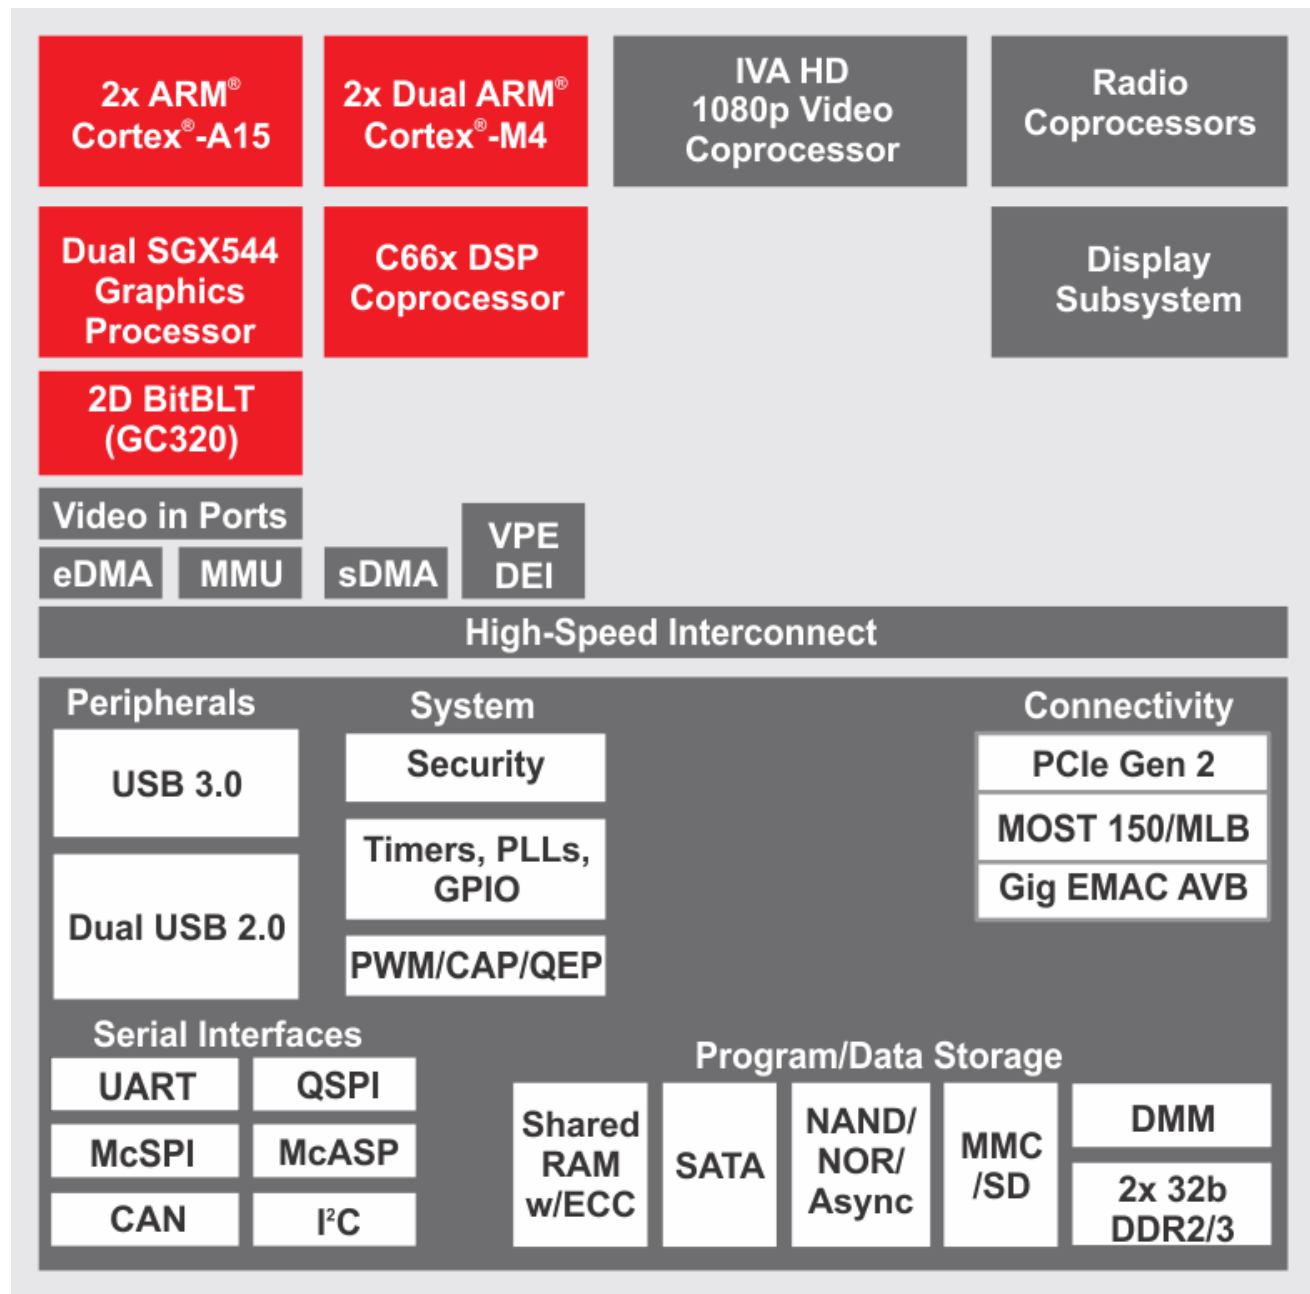 2x ARM®
Cortex®-A15
2x Dual ARM®
Cortex®-M4
IVA HD
1080p Video
Coprocessor
Radio
Coprocessors
Dual SGX544
Graphics
Processor
C66x DSP
Coprocessor
Display
Subsystem
2D BitBLT
(GC320)
Video in Ports
eDMA
MMU
sDMA
VPE
DEI
High-Speed Interconnect
Peripherals
USB 3.0
Dual USB 2.0
System
Security
Timers, PLLs,
GPIO
PWM/CAP/QEP
Connectivity
PCIe Gen 2
MOST 150/MLB
Gig EMAC AVB
Serial Interfaces
UART
QSPI
McSPI
McASP
CAN
I²C
Program/Data Storage
Shared
RAM
w/ECC
SATA
NAND/
NOR/
Async
MMC
/SD
DMM
2x 32b
DDR2/3